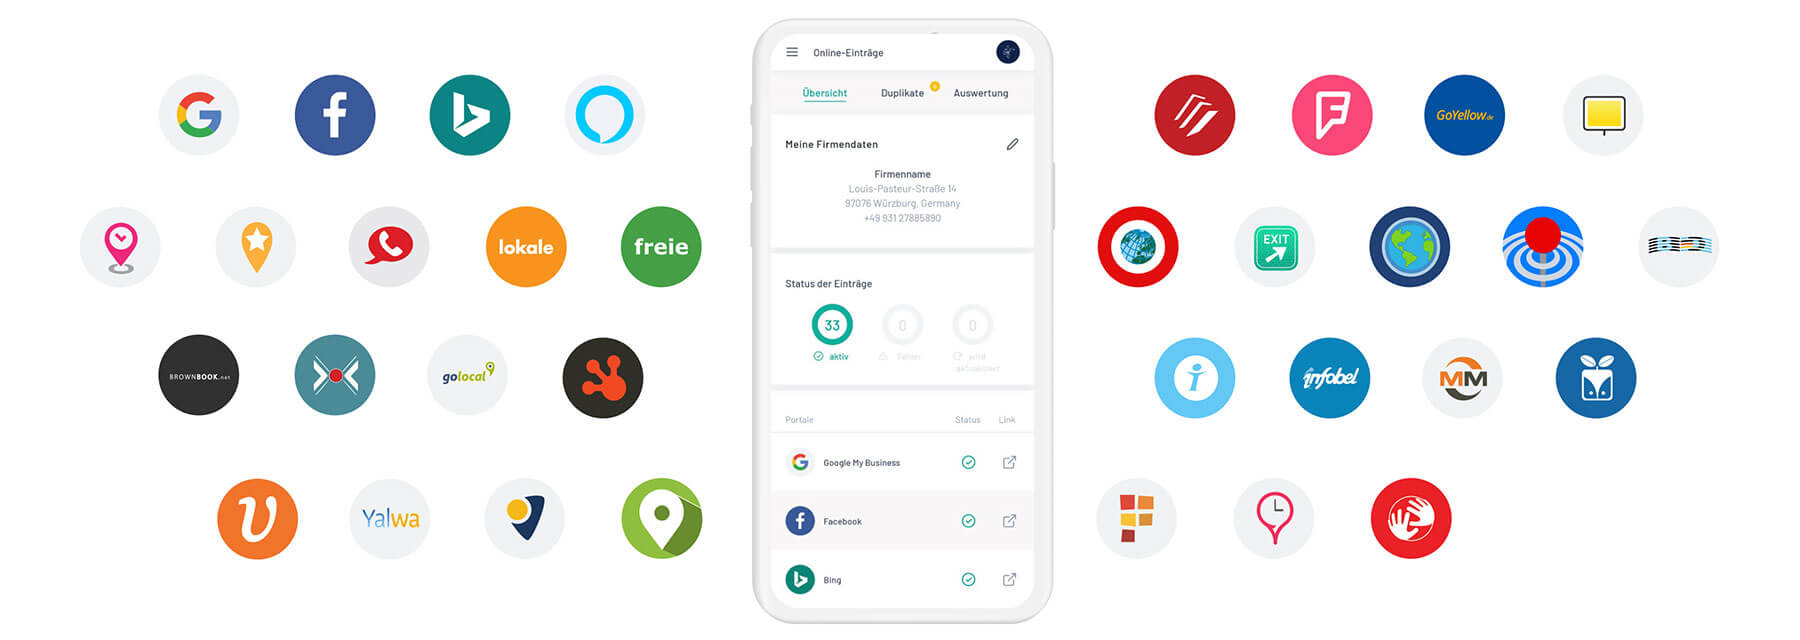 Online-Einträge
Übersicht Duplikate Auswertung
Meine Firmendaten
Firmenname
Louis-Pasteur-Straße 14
97076 Würzburg, Germany
+49 931 27885890
Status der Einträge
33 0 0
aktiv Fehler wird
aktualisiert
Portale Status Link
Google My Business
Facebook
Bing
GoYellow.de
lokale
freie
EXIT
BROWNBOOK.net
golocal
infobel
MM
Yalwa